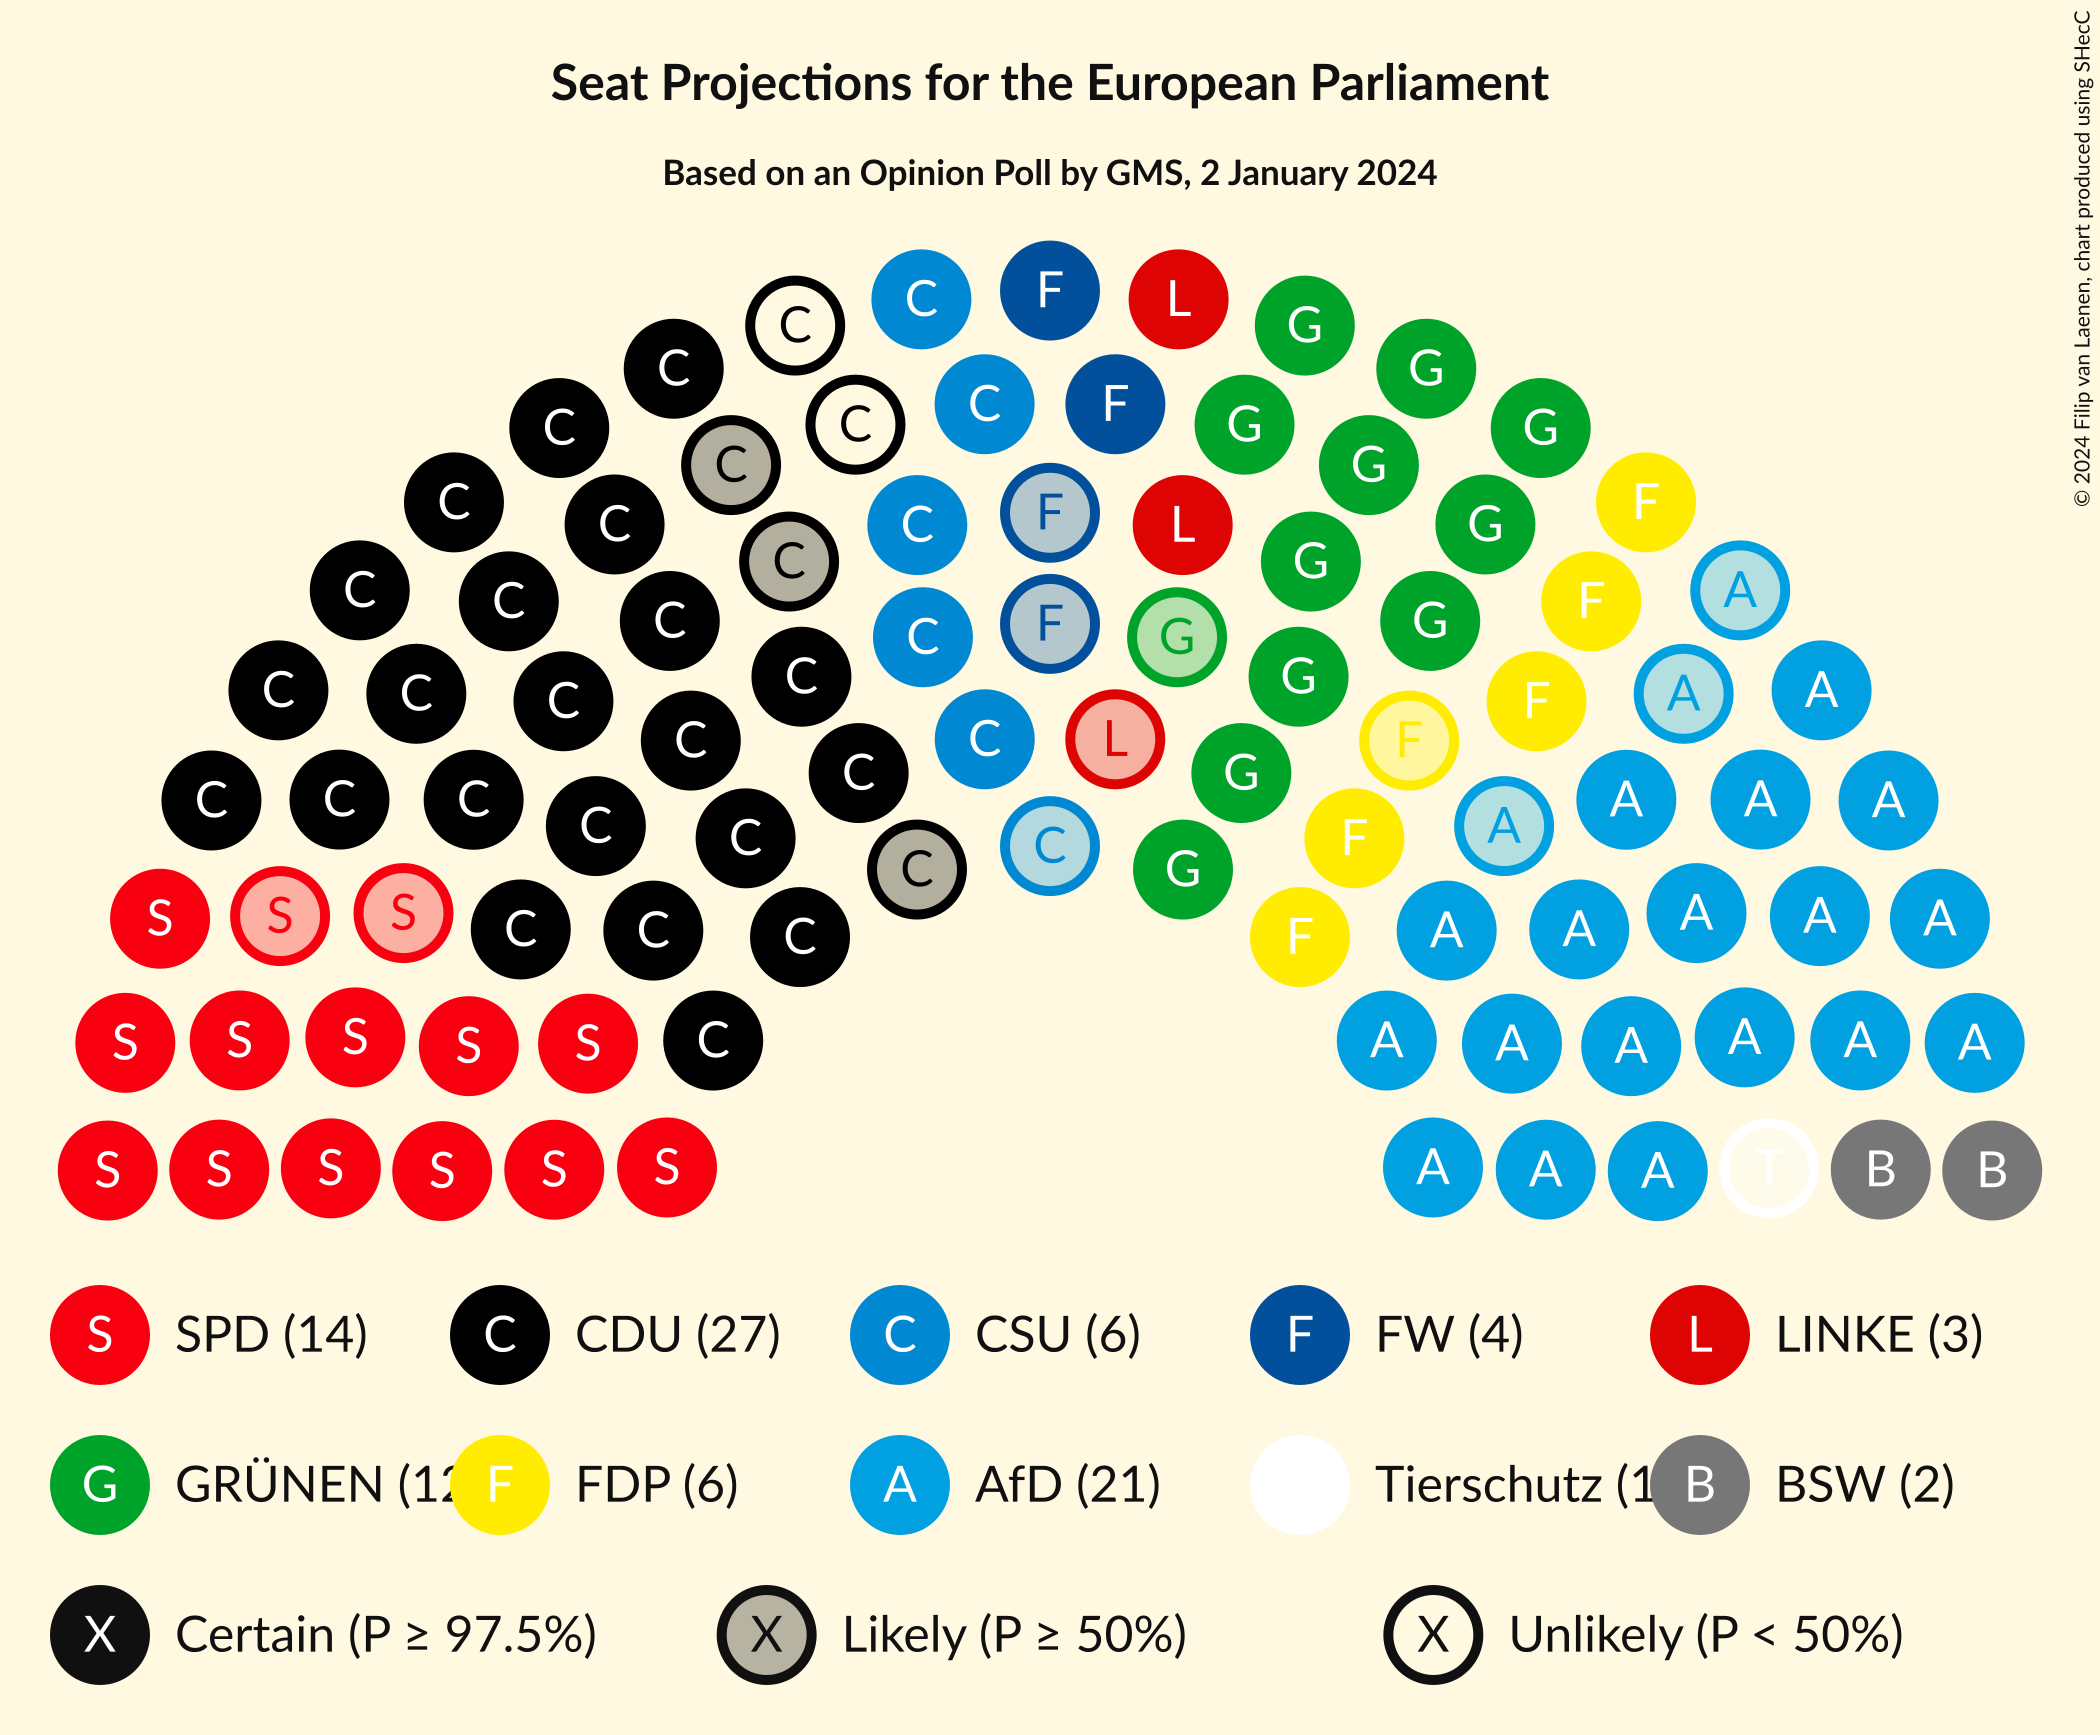 Seat Projections for the European Parliament
Based on an Opinion Poll by GMS, 2 January 2024
© 2024 Filip van Laenen, chart produced using SHecC
C F L
C G
C G
C C F G
C C G G
C G
C C F L G F
C C G
C C F G F A
C C C F G G
C C C G F A A
C C C L F
C C G
C C C C F A A A A
C C C G
S S S C C C F A A A A A
S S S S S C A A A A A A
S S S S S S A A A T B B
S SPD (14) C CDU (27) C CSU (6) F FW (4) L LINKE (3)
G GRÜNEN (12 F FDP (6) A AfD (21) Tierschutz (1 B BSW (2)
X Certain (P ≥ 97.5%) X Likely (P ≥ 50%) X Unlikely (P < 50%)